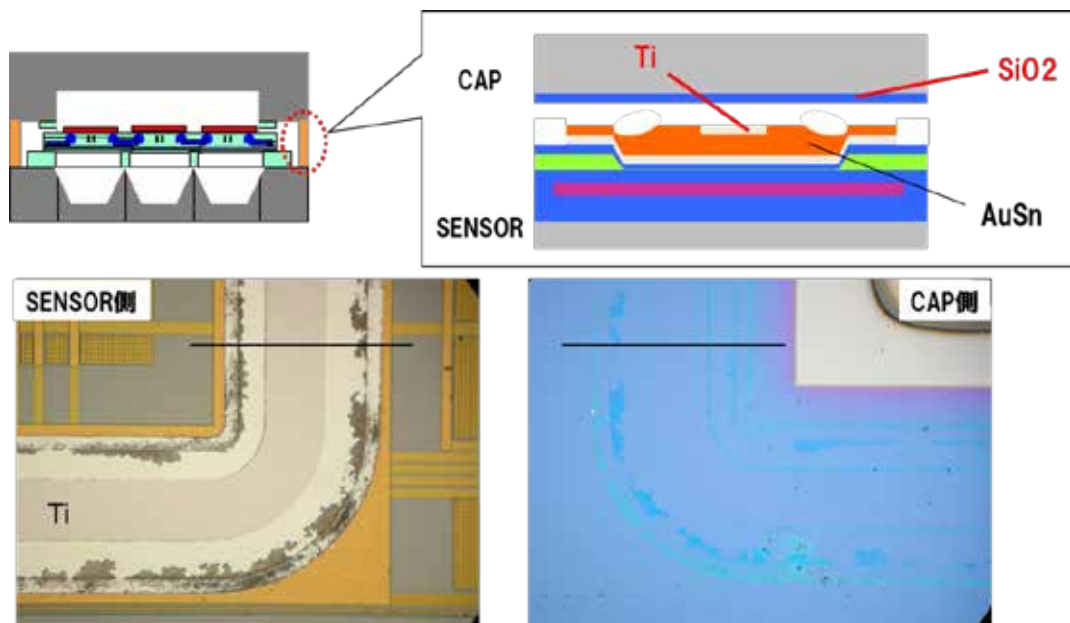 CAP
Ti
SiO2
SENSOR
AuSn
SENSOR側
CAP側
Ti